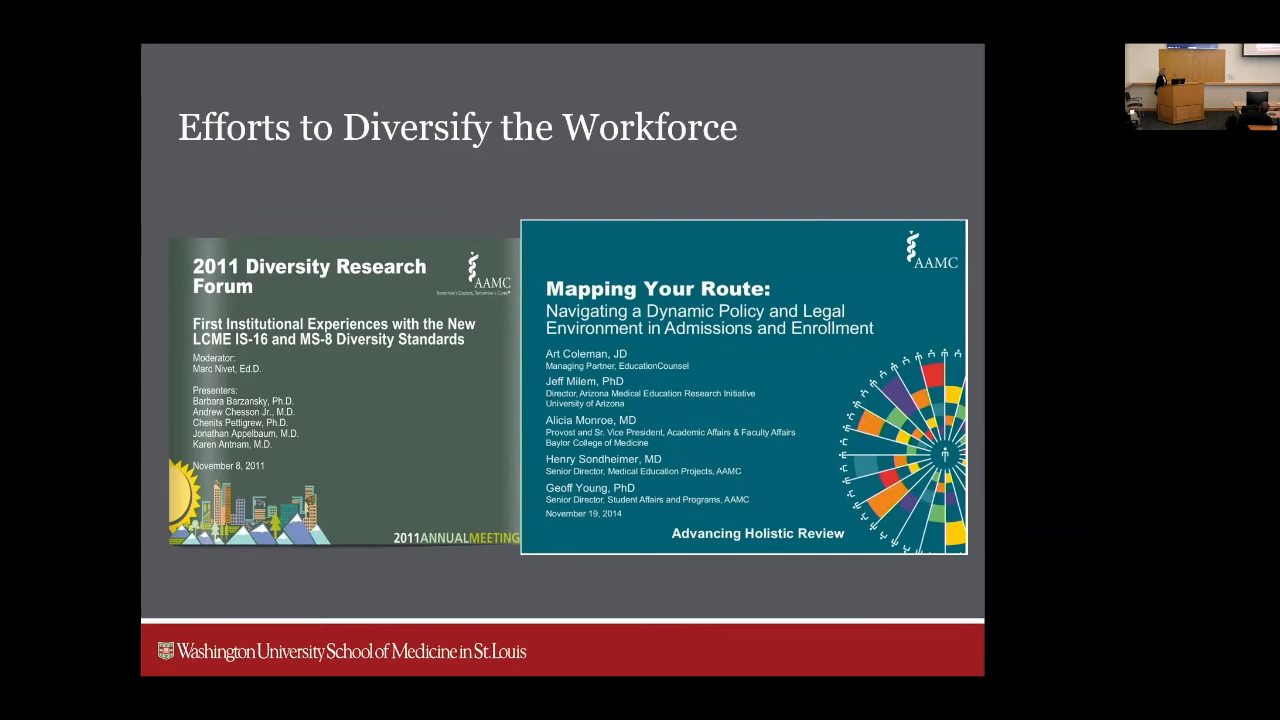 Efforts to Diversify the Workforce
2011 Diversity Research
Forum
AAMC
Tomorrow's Doctors, Tomorrow's Cures
First Institutional Experiences with the New
LCME IS-16 and MS-8 Diversity Standards
Moderator:
Marc Nivet, Ed.D.
Presenters:
Barbara Barzansky, Ph.D.
Andrew Chesson Jr., M.D.
Chenits Pettigrew, Ph.D.
Jonathan Appelbaum, M.D.
Karen Antnam, M.D.
November 8, 2011
2011ANNUALMEETING
AAMC
Mapping Your Route:
Navigating a Dynamic Policy and Legal
Environment in Admissions and Enrollment
Art Coleman, JD
Managing Partner, EducationCounsel
Jeff Milem, PhD
Director, Arizona Medical Education Research Initiative
University of Arizona
Alicia Monroe, MD
Provost and Sr. Vice President, Academic Affairs & Faculty Affairs
Baylor College of Medicine
Henry Sondheimer, MD
Senior Director, Medical Education Projects, AAMC
Geoff Young, PhD
Senior Director, Student Affairs and Programs, AAMC
November 19, 2014
Advancing Holistic Review
Washington University School of Medicine in St. Louis